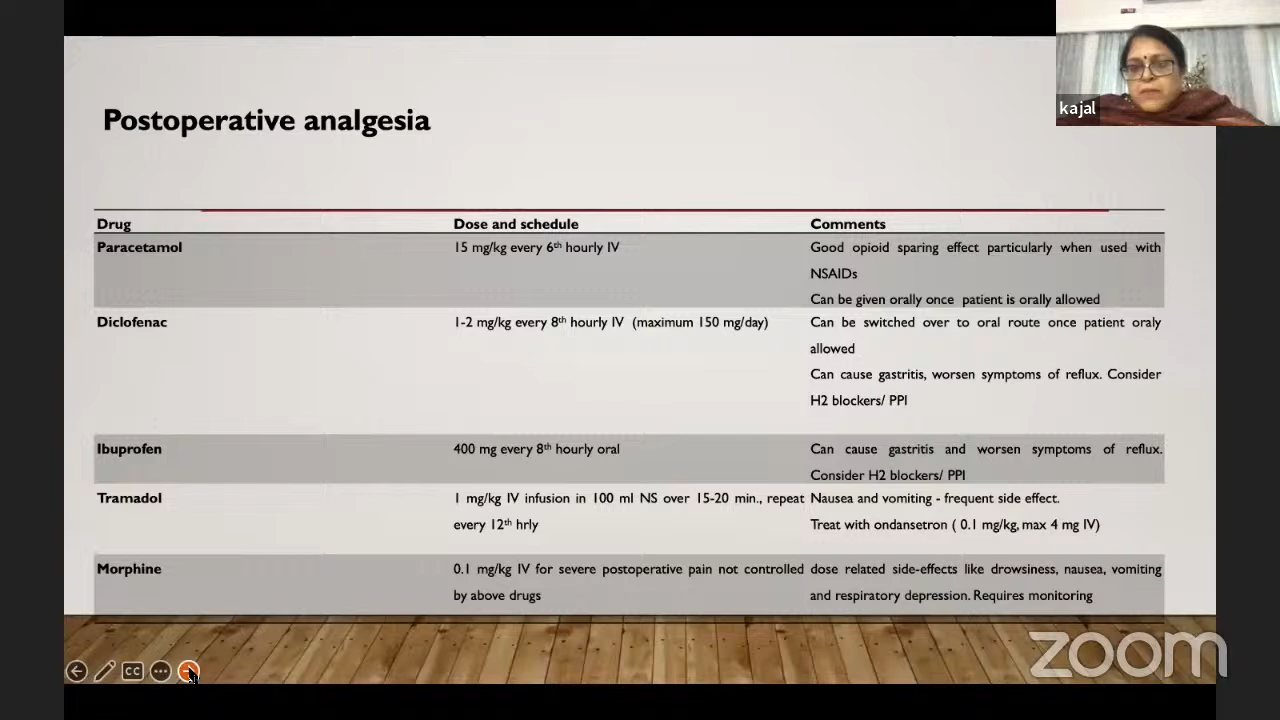 kajal
Postoperative analgesia
Drug Dose and schedule Comments
Paracetamol 15 mg/kg every 6th hourly IV Good opioid sparing effect particularly when used with
NSAIDs
Can be given orally once patient is orally allowed
Diclofenac 1-2 mg/kg every 8th hourly IV (maximum 150 mg/day) Can be switched over to oral route once patient oraly
allowed
Can cause gastritis, worsen symptoms of reflux. Consider
H2 blockers/ PPI
Ibuprofen 400 mg every 8th hourly oral Can cause gastritis and worsen symptoms of reflux.
Consider H2 blockers/ PPI
Tramadol 1 mg/kg IV infusion in 100 ml NS over 15-20 min., repeat Nausea and vomiting - frequent side effect.
every 12th hrly Treat with ondansetron ( 0.1 mg/kg, max 4 mg IV)
Morphine 0.1 mg/kg IV for severe postoperative pain not controlled dose related side-effects like drowsiness, nausea, vomiting
by above drugs and respiratory depression. Requires monitoring
CC
zoom